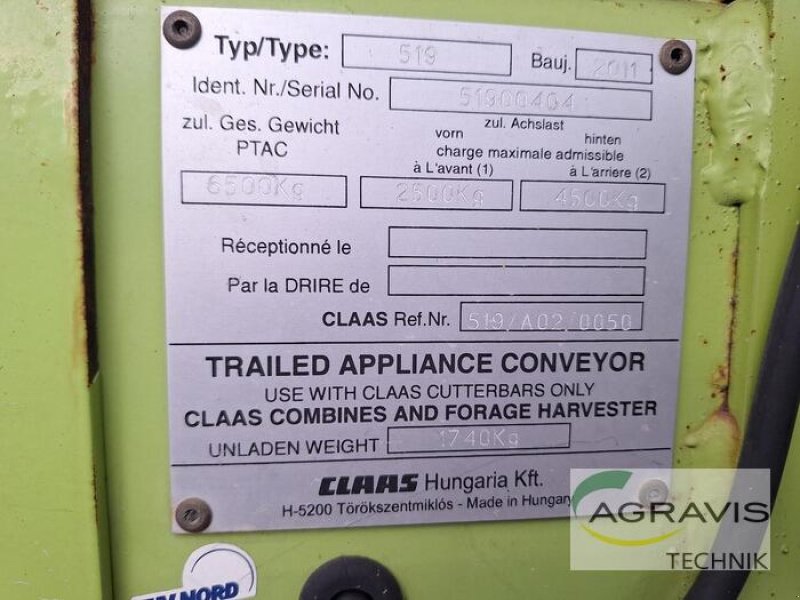 Typ/Type: 519 Bauj. 2011
Ident. Nr./Serial No. 51900404
zul. Ges. Gewicht zul. Achslast
PTAC vorn hinten
charge maximale admissible
à L'avant (1) à L'arriere (2)
6500Kg 2500Kg 4500Kg
Réceptionné le
Par la DRIRE de
CLAAS Ref.Nr. 519/A02/0050
TRAILED APPLIANCE CONVEYOR
USE WITH CLAAS CUTTERBARS ONLY
CLAAS COMBINES AND FORAGE HARVESTER
UNLADEN WEIGHT 1740Kg
CLAAS Hungaria Kft.
H-5200 Törökszentmiklós - Made in Hungary
AGRAVIS
TECHNIK
NORD